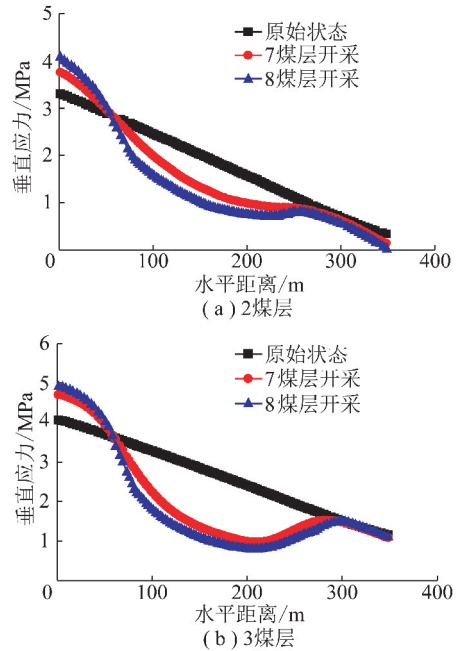 5
4
3
2
1
0
100
200
300
400
垂直应力/MPa
水平距离/m
原始状态
7煤层开采
8煤层开采
(a)2煤层
6
5
4
3
2
1
0
100
200
300
400
垂直应力/MPa
水平距离/m
原始状态
7煤层开采
8煤层开采
(b)3煤层